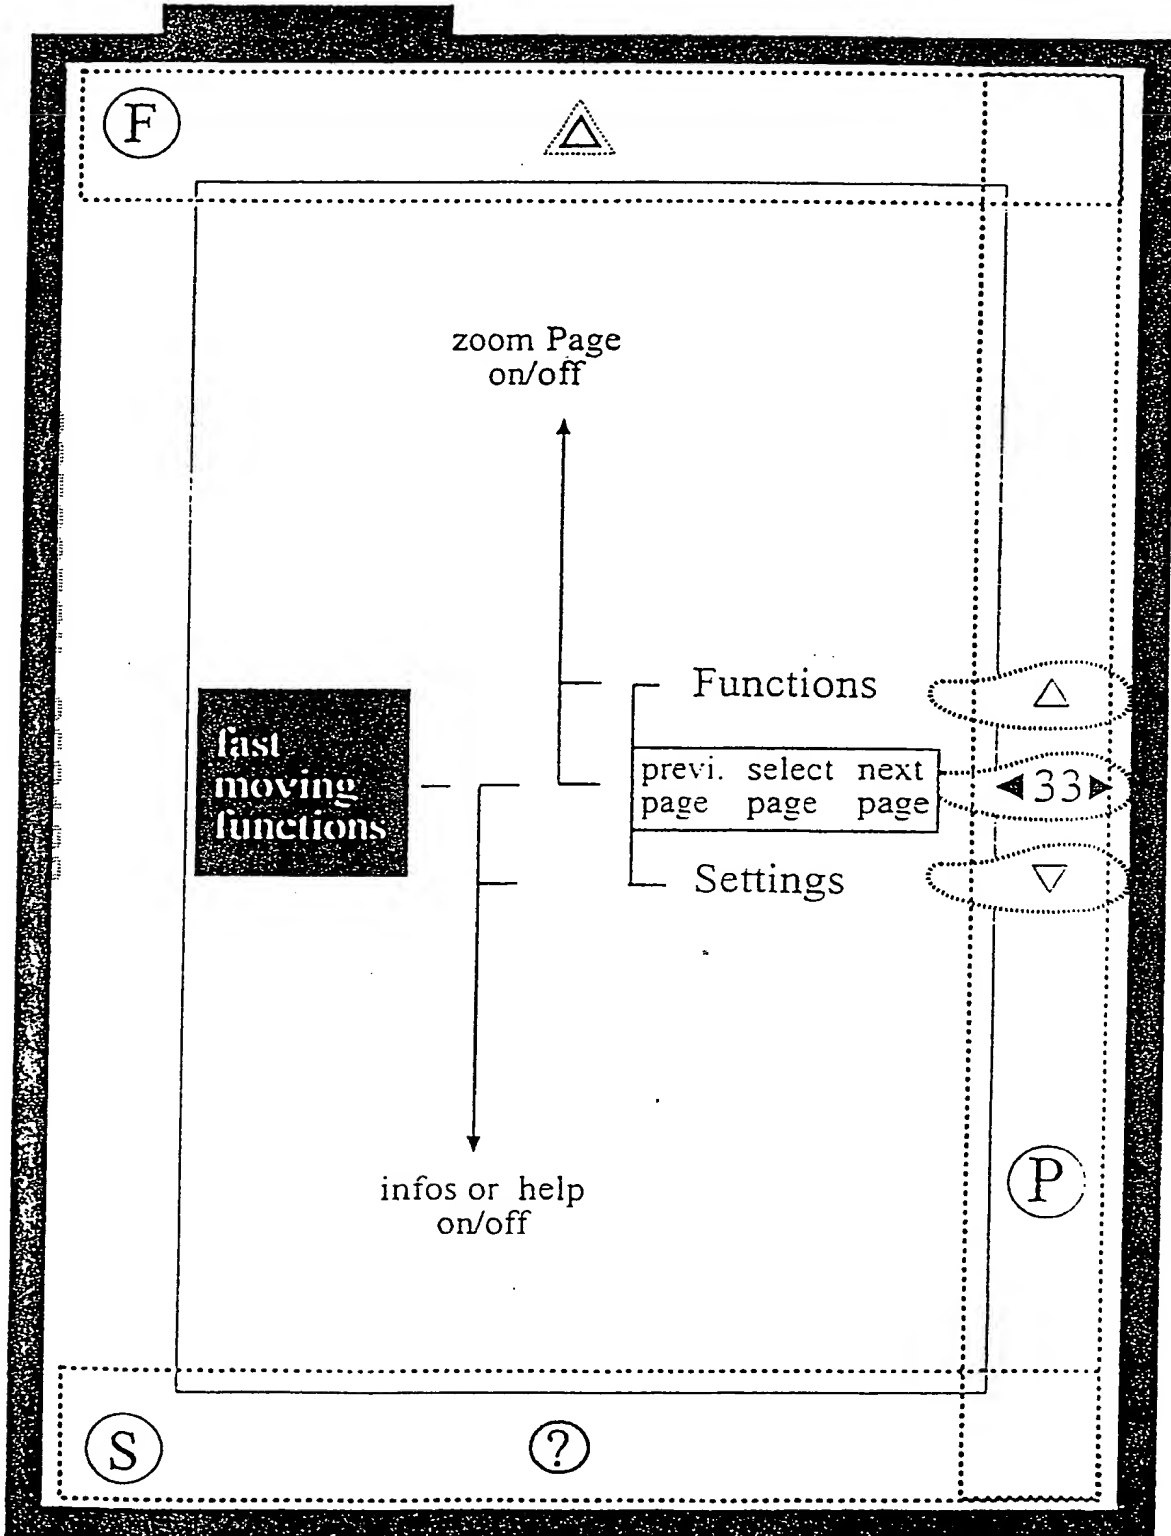 F
zoom Page
on/off
Functions
fast
moving
functions
previ. select next
page page page
33
Settings
P
infos or help
on/off
S
?